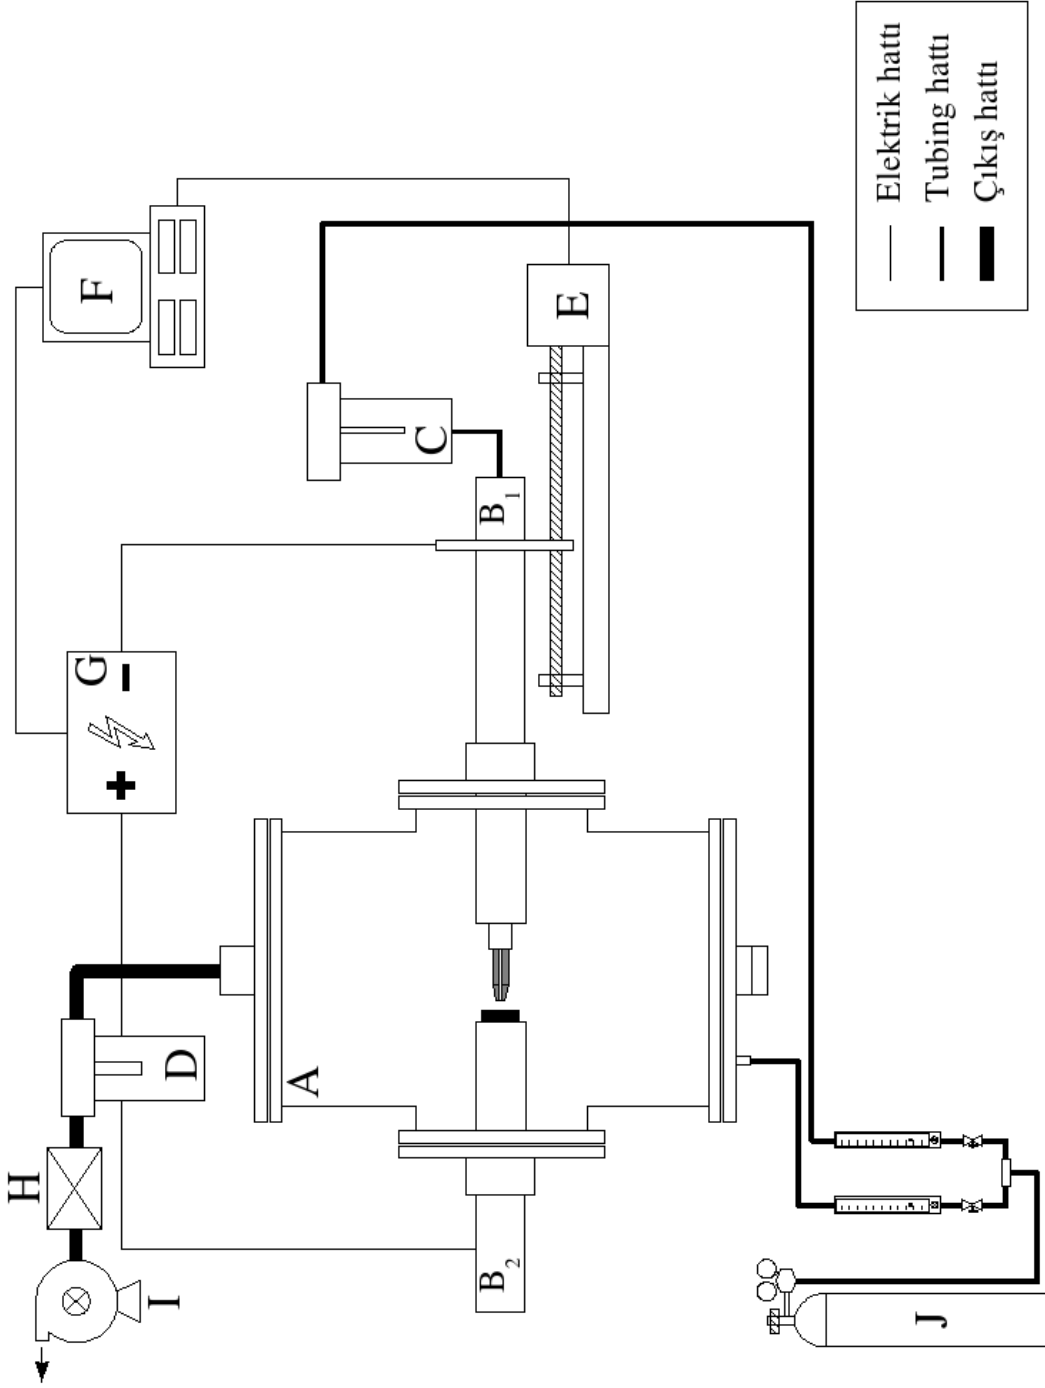 F
G
+
−
H
I
D
A
C
E
B₁
B₂
J
Elektrik hattı
Tubing hattı
Çıkış hattı